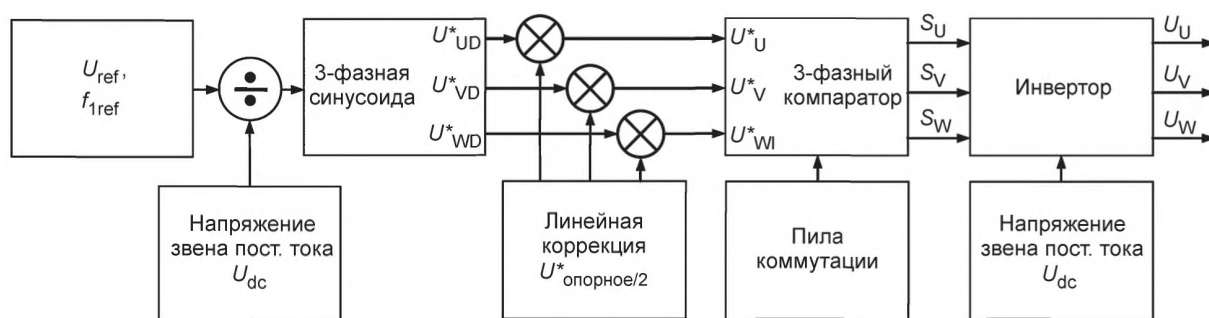 U_ref,
f_1ref
3-фазная
синусоида
U*_UD
U*_VD
U*_WD
U*_U
U*_V
U*_WI
3-фазный
компаратор
S_U
S_V
S_W
Инвертор
U_U
U_V
U_W
Напряжение
звена пост. тока
U_dc
Линейная
коррекция
U*_опорное/2
Пила
коммутации
Напряжение
звена пост. тока
U_dc